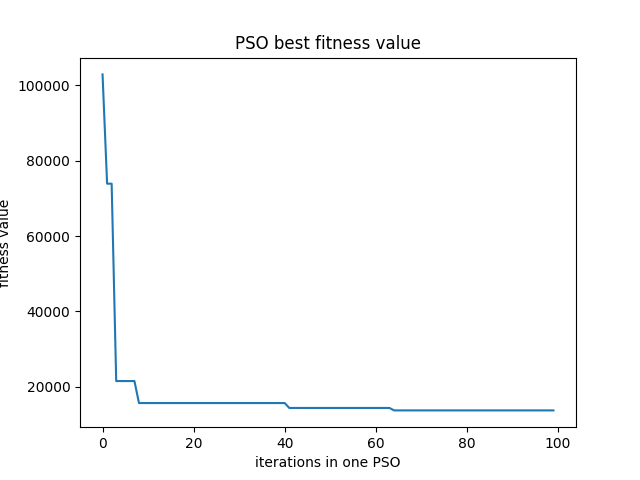 PSO best fitness value
100000
80000
60000
40000
20000
fitness value
0 20 40 60 80 100
iterations in one PSO